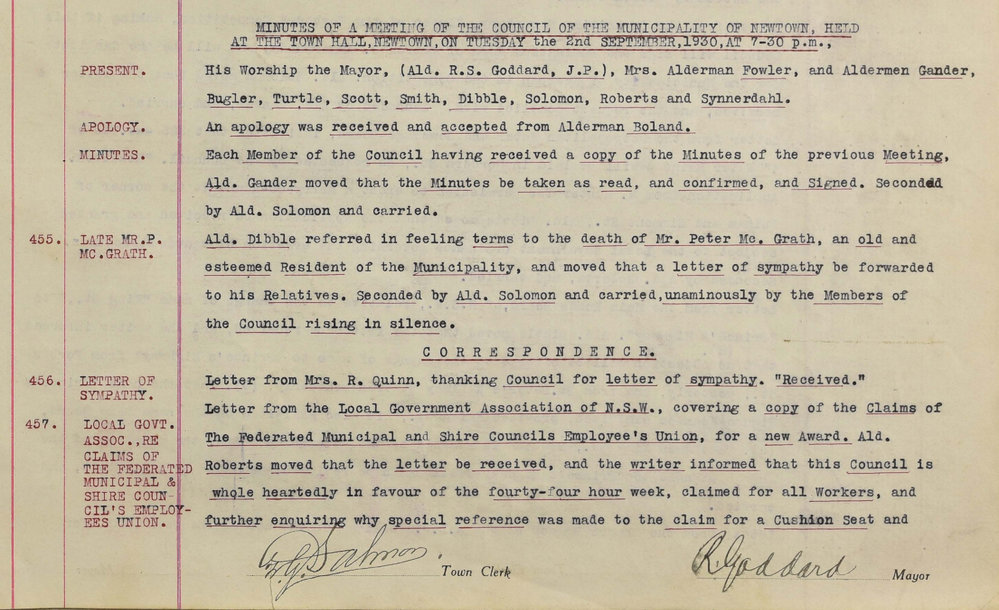 MINUTES OF A MEETING OF THE COUNCIL OF THE MUNICIPALITY OF NEWTOWN, HELD
AT THE TOWN HALL,NEWTOWN,ON TUESDAY the 2nd SEPTEMBER,1930,AT 7-30 p.m.,
PRESENT. His Worship the Mayor, (Ald. R.S. Goddard, J.P.), Mrs. Alderman Fowler, and Aldermen Gander,
Bugler, Turtle, Scott, Smith, Dibble, Solomon, Roberts and Synnerdahl.
APOLOGY. An apology was received and accepted from Alderman Boland.
MINUTES. Each Member of the Council having received a copy of the Minutes of the previous Meeting,
Ald. Gander moved that the Minutes be taken as read, and confirmed, and Signed. Seconded
by Ald. Solomon and carried.
455. LATE MR.P.
MC.GRATH.
Ald. Dibble referred in feeling terms to the death of Mr. Peter Mc. Grath, an old and
esteemed Resident of the Municipality, and moved that a letter of sympathy be forwarded
to his Relatives. Seconded by Ald. Solomon and carried,unaminously by the Members of
the Council rising in silence.
CORRESPONDENCE.
456. LETTER OF
SYMPATHY.
Letter from Mrs. R. Quinn, thanking Council for letter of sympathy. "Received."
457. LOCAL GOVT.
ASSOC.,RE
CLAIMS OF
THE FEDERATED
MUNICIPAL &
SHIRE COUN-
CIL'S EMPLOY-
EES UNION.
Letter from the Local Government Association of N.S.W., covering a copy of the Claims of
The Federated Municipal and Shire Councils Employee's Union, for a new Award. Ald.
Roberts moved that the letter be received, and the writer informed that this Council is
whole heartedly in favour of the fourty-four hour week, claimed for all Workers, and
further enquiring why special reference was made to the claim for a Cushion Seat and
Salmon. Town Clerk
R. Goddard Mayor